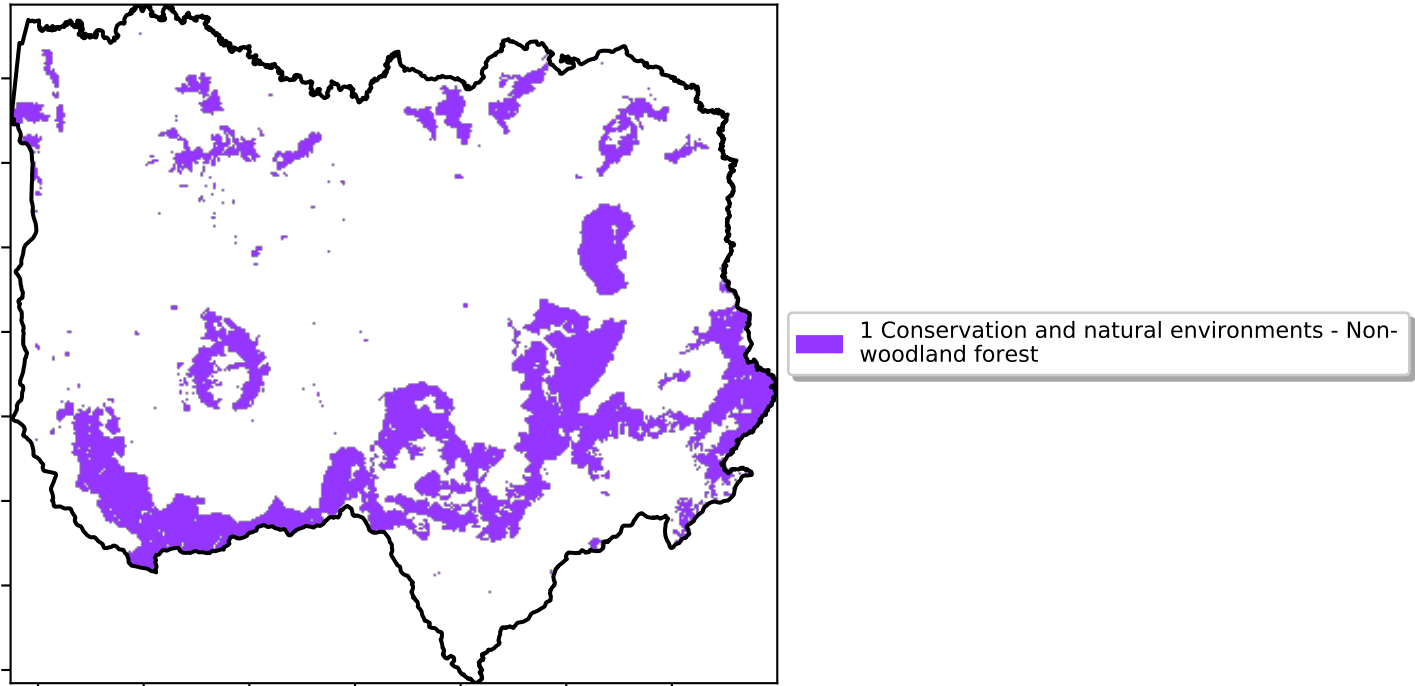 1 Conservation and natural environments - Non-
woodland forest